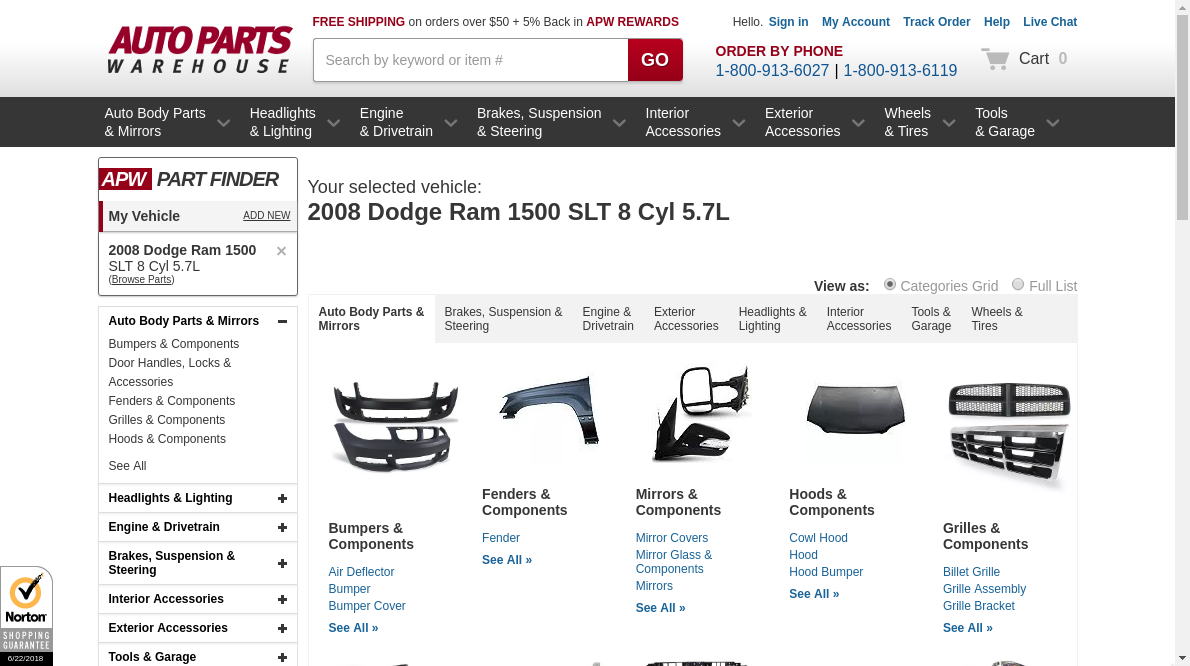 FREE SHIPPING on orders over $50 + 5% Back in APW REWARDS
Hello. Sign in My Account Track Order Help Live Chat
AUTO PARTS
WAREHOUSE
Search by keyword or item #
GO
ORDER BY PHONE
1-800-913-6027 | 1-800-913-6119
Cart 0
Auto Body Parts
& Mirrors
Headlights
& Lighting
Engine
& Drivetrain
Brakes, Suspension
& Steering
Interior
Accessories
Exterior
Accessories
Wheels
& Tires
Tools
& Garage
APW PART FINDER
My Vehicle
ADD NEW
2008 Dodge Ram 1500
SLT 8 Cyl 5.7L
(Browse Parts)
Auto Body Parts & Mirrors
Bumpers & Components
Door Handles, Locks &
Accessories
Fenders & Components
Grilles & Components
Hoods & Components
See All
Headlights & Lighting
Engine & Drivetrain
Brakes, Suspension &
Steering
Interior Accessories
Exterior Accessories
Tools & Garage
Your selected vehicle:
2008 Dodge Ram 1500 SLT 8 Cyl 5.7L
View as: Categories Grid Full List
Auto Body Parts &
Mirrors
Brakes, Suspension &
Steering
Engine &
Drivetrain
Exterior
Accessories
Headlights &
Lighting
Interior
Accessories
Tools &
Garage
Wheels &
Tires
Bumpers &
Components
Air Deflector
Bumper
Bumper Cover
See All »
Fenders &
Components
Fender
See All »
Mirrors &
Components
Mirror Covers
Mirror Glass &
Components
Mirrors
See All »
Hoods &
Components
Cowl Hood
Hood
Hood Bumper
See All »
Grilles &
Components
Billet Grille
Grille Assembly
Grille Bracket
See All »
Norton
SHOPPING
GUARANTEE
6/22/2018